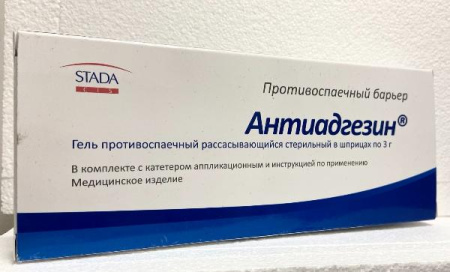 STADA
CIS
Противоспаечный барьер
Антиадгезин®
Гель противоспаечный рассасывающийся стерильный в шприцах по 3 г
В комплекте с катетером аппликационным и инструкцией по применению
Медицинское изделие